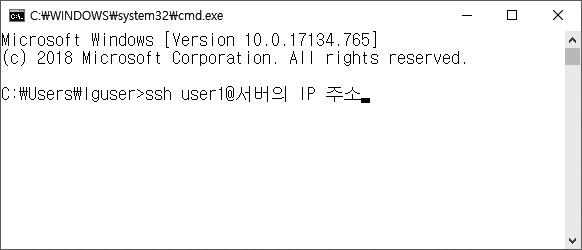 C:₩WINDOWS₩system32₩cmd.exe
Microsoft Windows [Version 10.0.17134.765]
(c) 2018 Microsoft Corporation. All rights reserved.
C:₩Users₩lguser>ssh user1@서버의 IP 주소